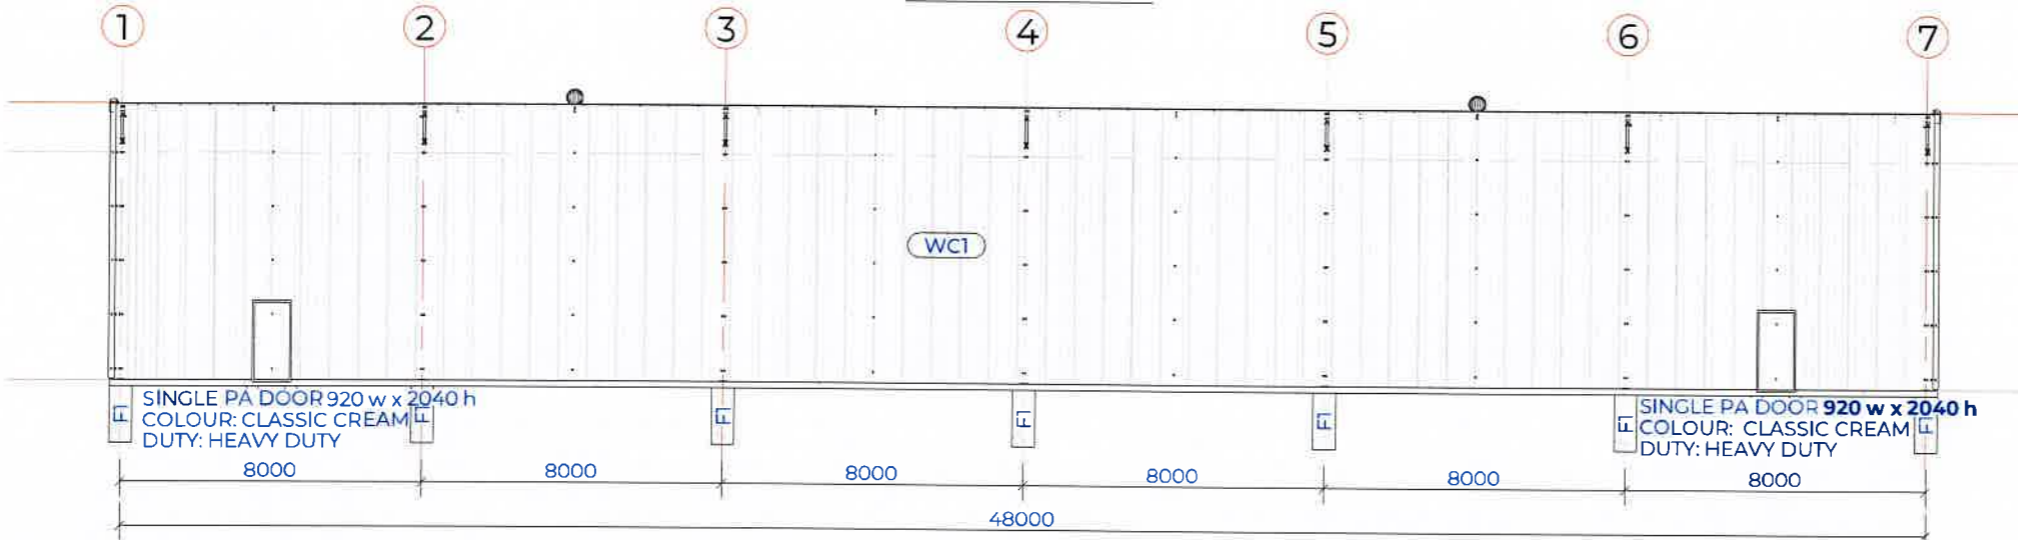 1 2 3 4 5 6 7
WC1
SINGLE PA DOOR 920 w x 2040 h
COLOUR: CLASSIC CREAM
DUTY: HEAVY DUTY
SINGLE PA DOOR 920 w x 2040 h
COLOUR: CLASSIC CREAM
DUTY: HEAVY DUTY
F1 F1 F1 F1 F1 F1 F1
8000 8000 8000 8000 8000 8000
48000